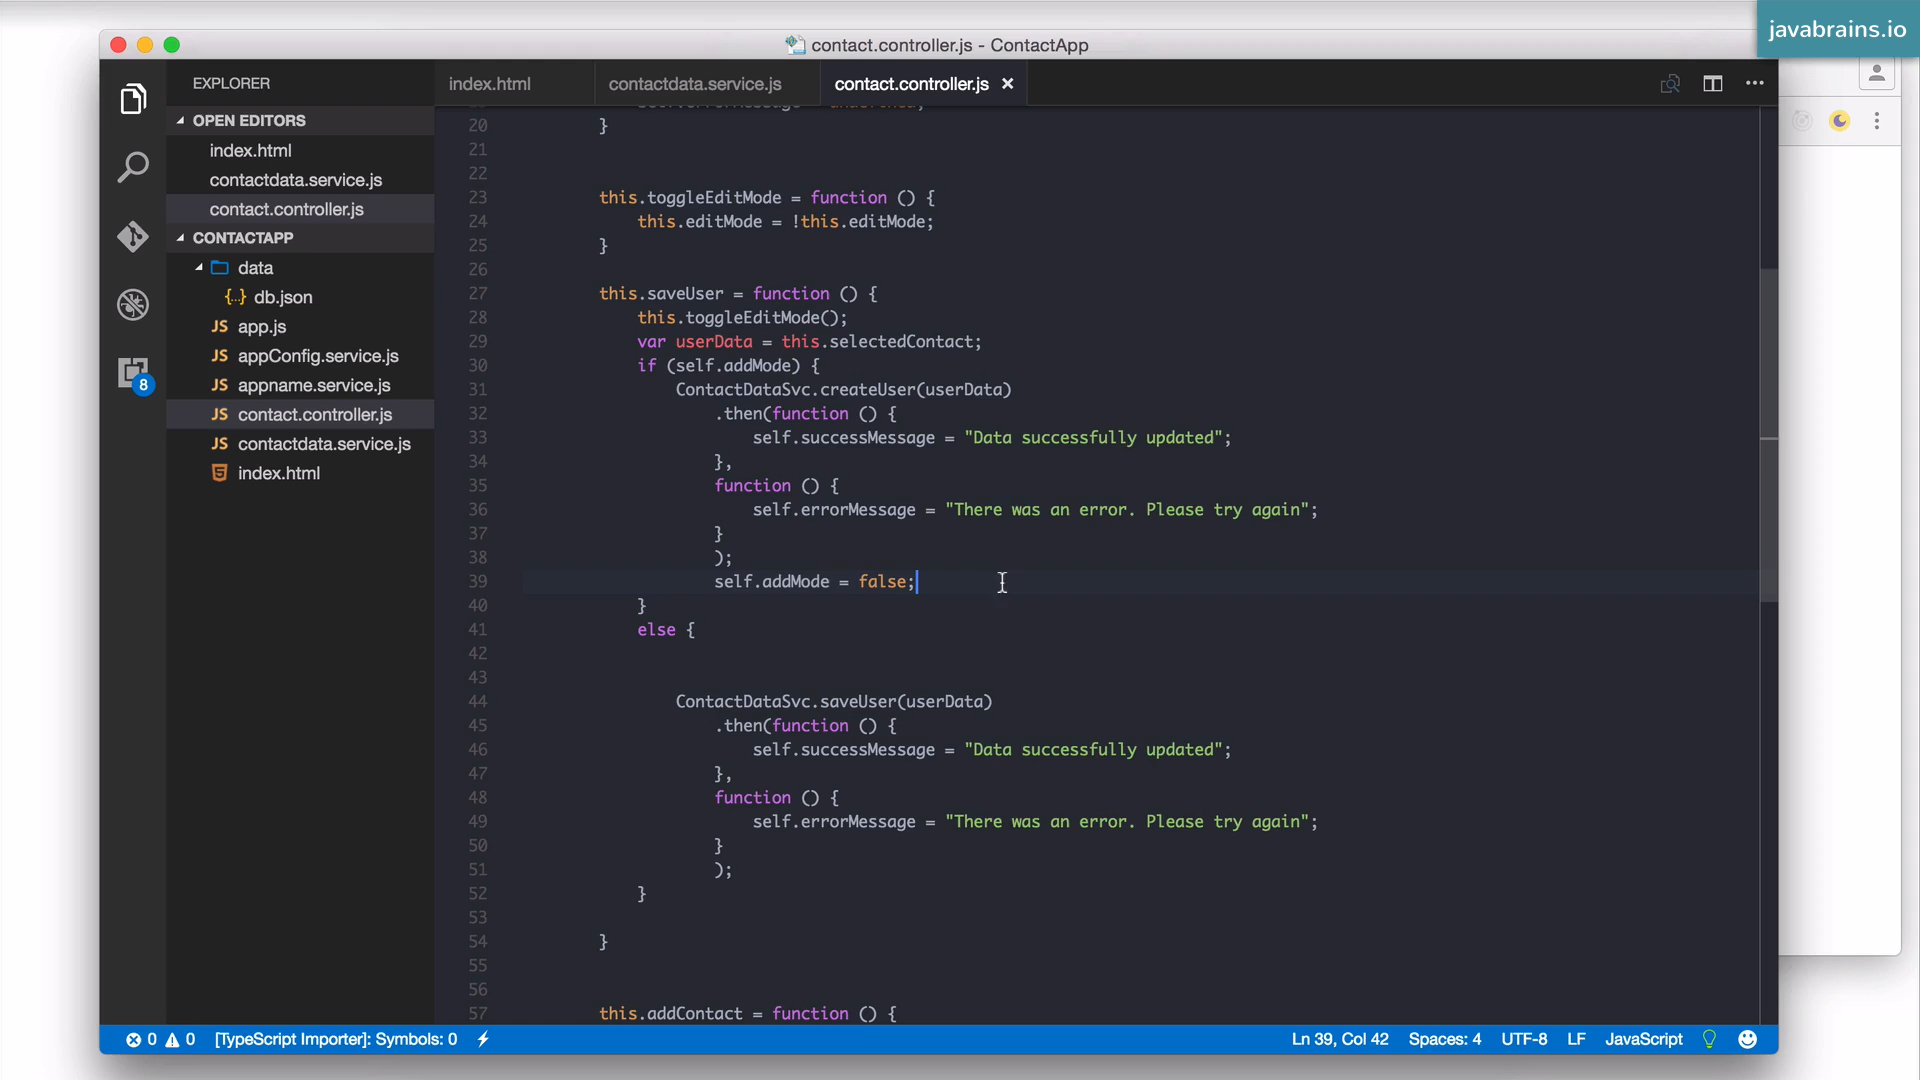 javabrains.io
contact.controller.js - ContactApp
EXPLORER
OPEN EDITORS
index.html
contactdata.service.js
contact.controller.js
CONTACTAPP
data
{..} db.json
JS app.js
JS appConfig.service.js
JS appname.service.js
JS contact.controller.js
JS contactdata.service.js
index.html
8
index.html contactdata.service.js contact.controller.js
20 }
21
22
23 this.toggleEditMode = function () {
24 this.editMode = !this.editMode;
25 }
26
27 this.saveUser = function () {
28 this.toggleEditMode();
29 var userData = this.selectedContact;
30 if (self.addMode) {
31 ContactDataSvc.createUser(userData)
32 .then(function () {
33 self.successMessage = "Data successfully updated";
34 },
35 function () {
36 self.errorMessage = "There was an error. Please try again";
37 }
38 );
39 self.addMode = false;
40 }
41 else {
42
43
44 ContactDataSvc.saveUser(userData)
45 .then(function () {
46 self.successMessage = "Data successfully updated";
47 },
48 function () {
49 self.errorMessage = "There was an error. Please try again";
50 }
51 );
52 }
53
54 }
55
56
57 this.addContact = function () {
0 0 [TypeScript Importer]: Symbols: 0 Ln 39, Col 42 Spaces: 4 UTF-8 LF JavaScript